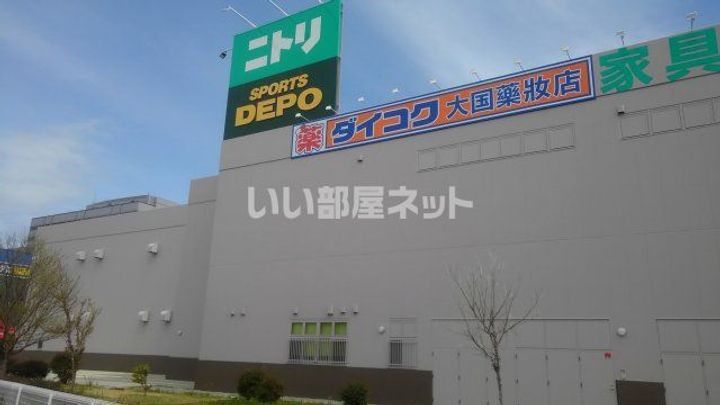 ニトリ
SPORTS
DEPO
薬 ダイコク 大国藥妝店
家具
いい部屋ネット